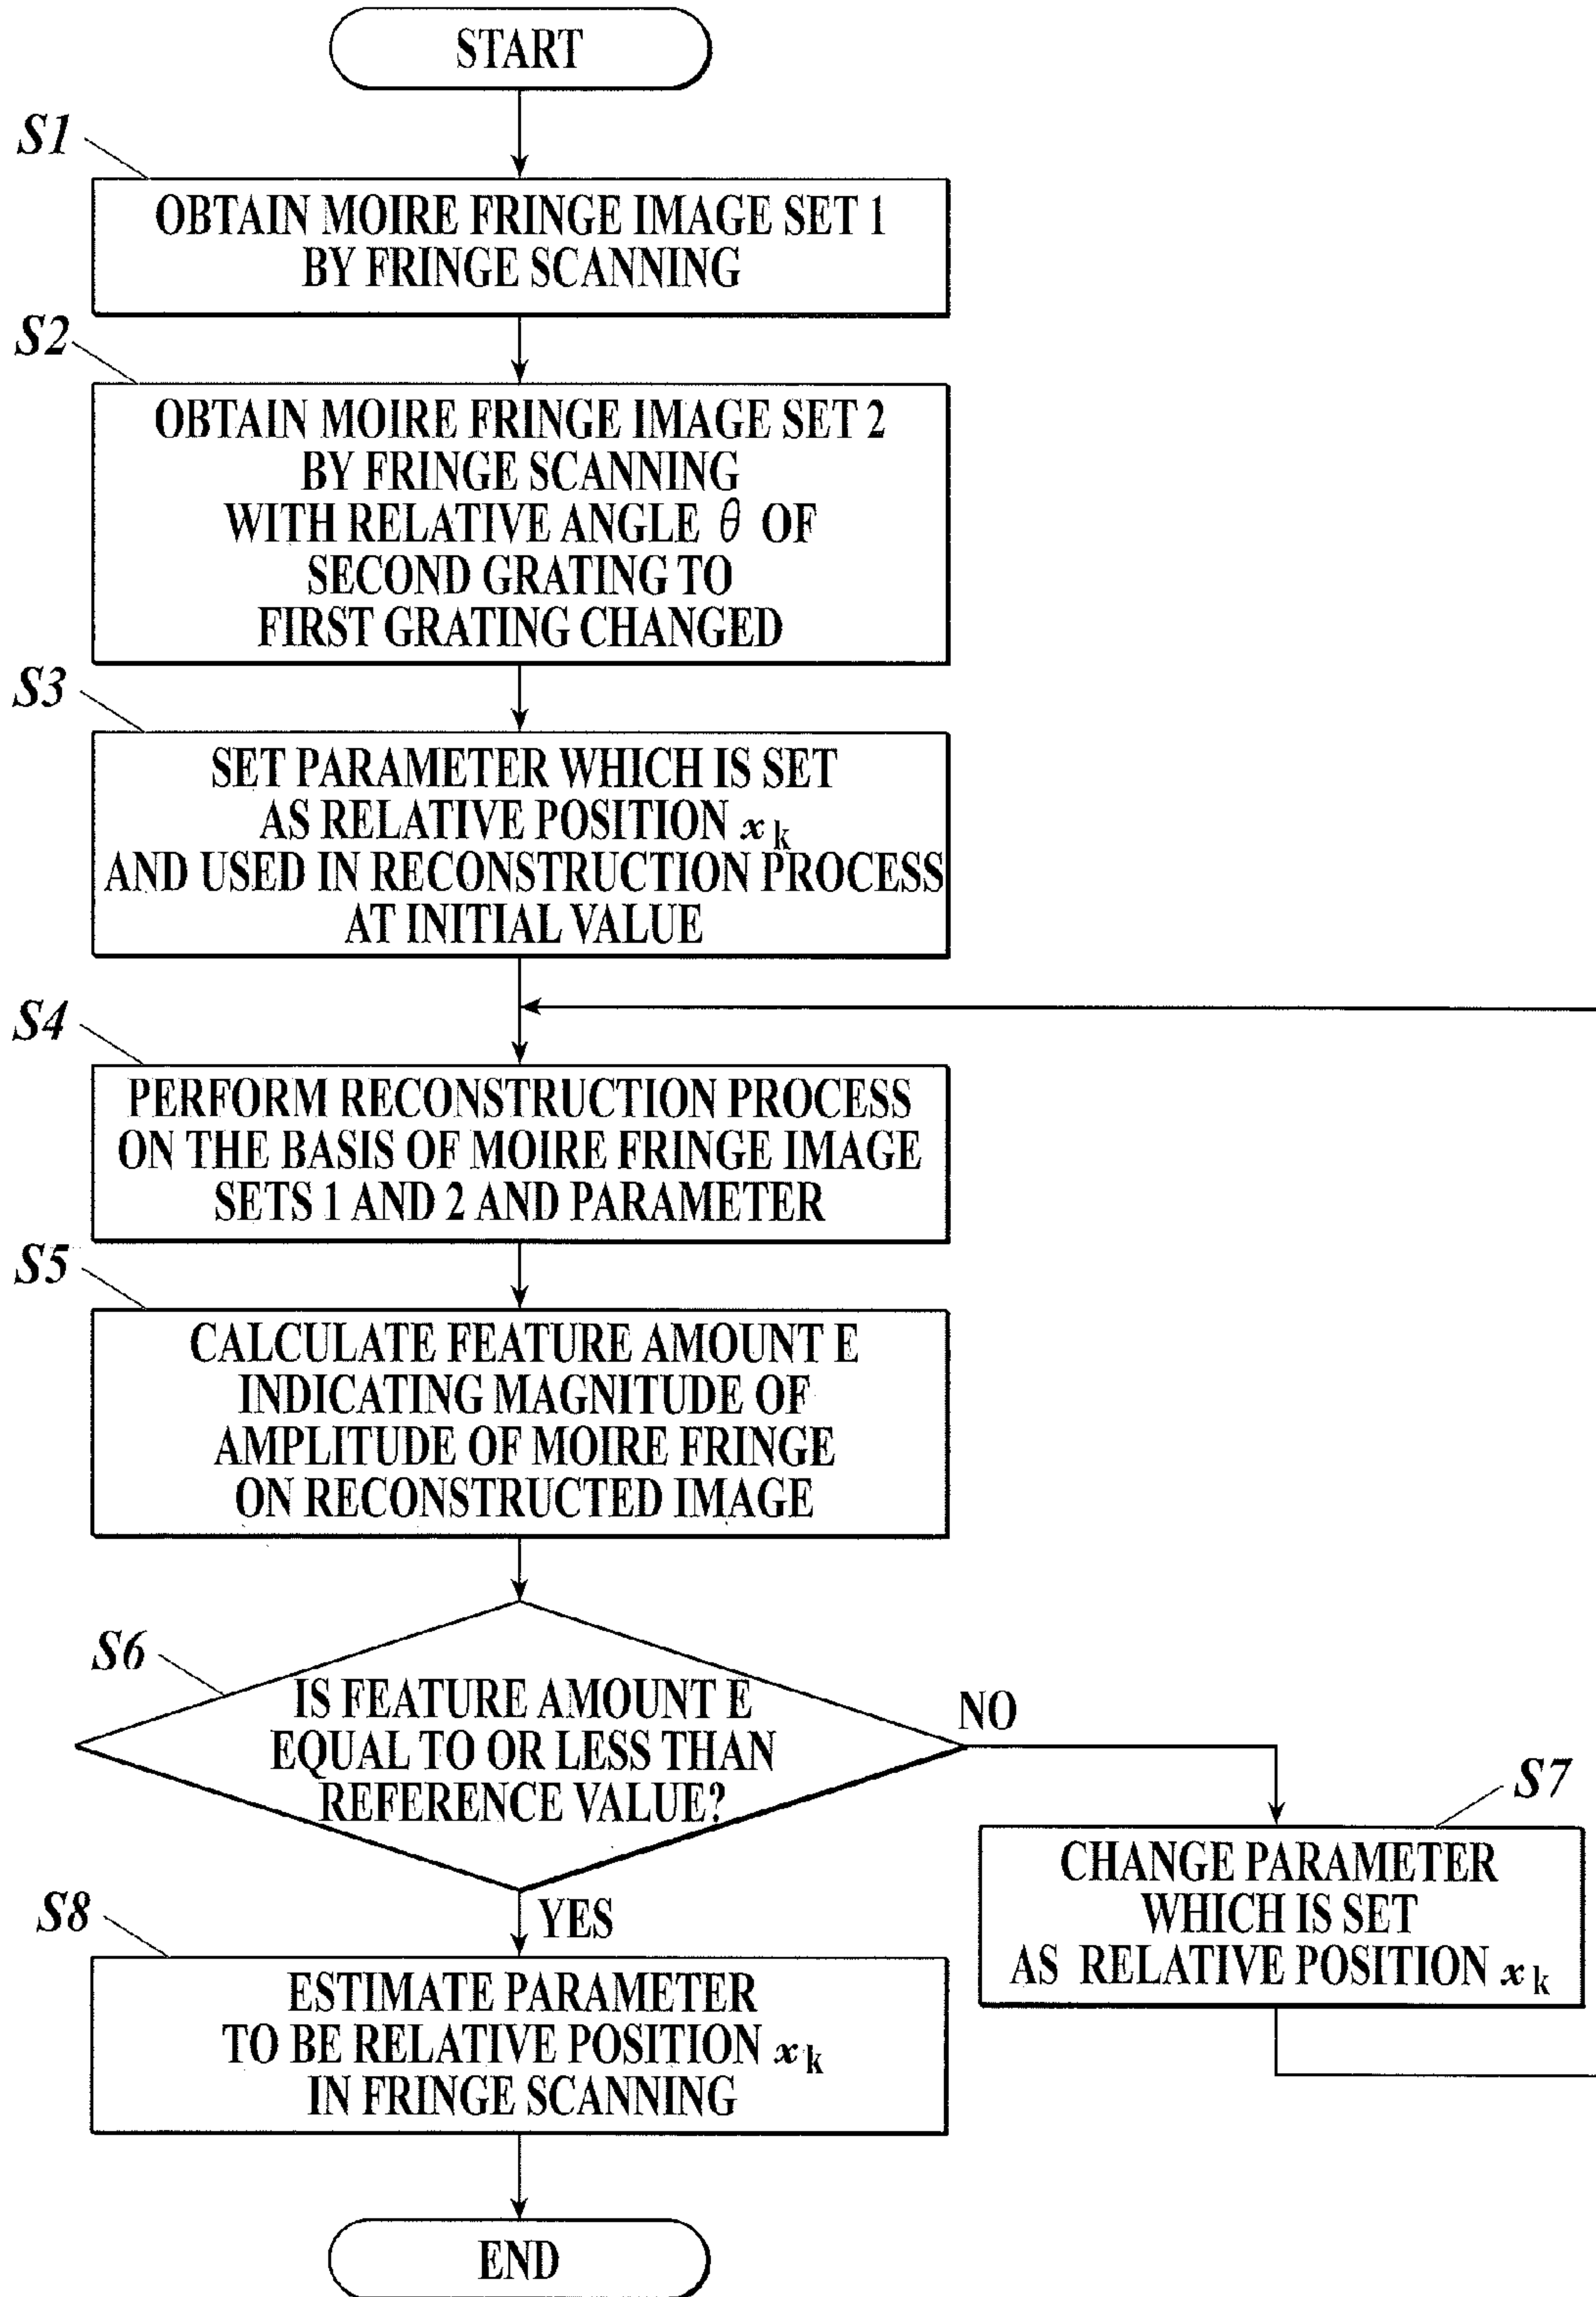 START
S1
OBTAIN MOIRE FRINGE IMAGE SET 1
BY FRINGE SCANNING
S2
OBTAIN MOIRE FRINGE IMAGE SET 2
BY FRINGE SCANNING
WITH RELATIVE ANGLE θ OF
SECOND GRATING TO
FIRST GRATING CHANGED
S3
SET PARAMETER WHICH IS SET
AS RELATIVE POSITION xk
AND USED IN RECONSTRUCTION PROCESS
AT INITIAL VALUE
S4
PERFORM RECONSTRUCTION PROCESS
ON THE BASIS OF MOIRE FRINGE IMAGE
SETS 1 AND 2 AND PARAMETER
S5
CALCULATE FEATURE AMOUNT E
INDICATING MAGNITUDE OF
AMPLITUDE OF MOIRE FRINGE
ON RECONSTRUCTED IMAGE
S6
IS FEATURE AMOUNT E
EQUAL TO OR LESS THAN
REFERENCE VALUE?
NO
S7
CHANGE PARAMETER
WHICH IS SET
AS RELATIVE POSITION xk
YES
S8
ESTIMATE PARAMETER
TO BE RELATIVE POSITION xk
IN FRINGE SCANNING
END